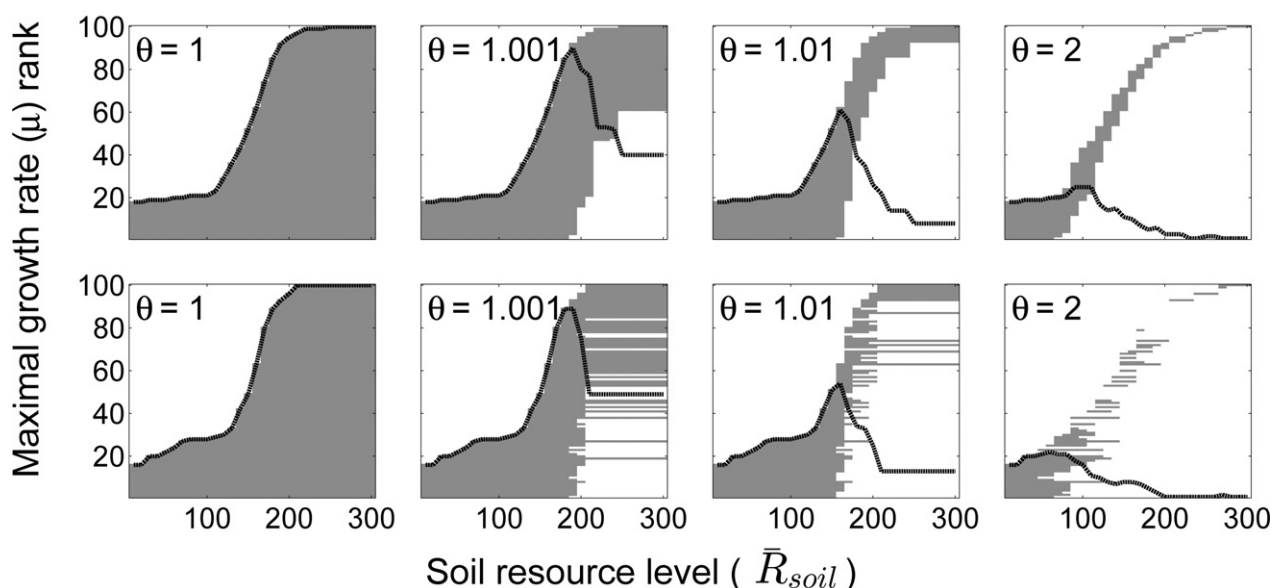 Maximal growth rate (μ) rank
100
80
60
40
20
θ = 1
θ = 1.001
θ = 1.01
θ = 2
100
80
60
40
20
θ = 1
θ = 1.001
θ = 1.01
θ = 2
100 200 300
100 200 300
100 200 300
100 200 300
Soil resource level ( R̄soil )